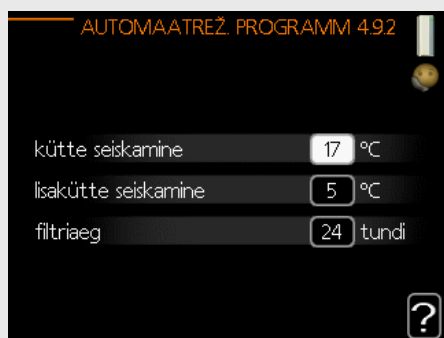 AUTOMAATREŽ. PROGRAMM 4.9.2
kütte seiskamine 17 °C
lisakütte seiskamine 5 °C
filtriaeg 24 tundi
?